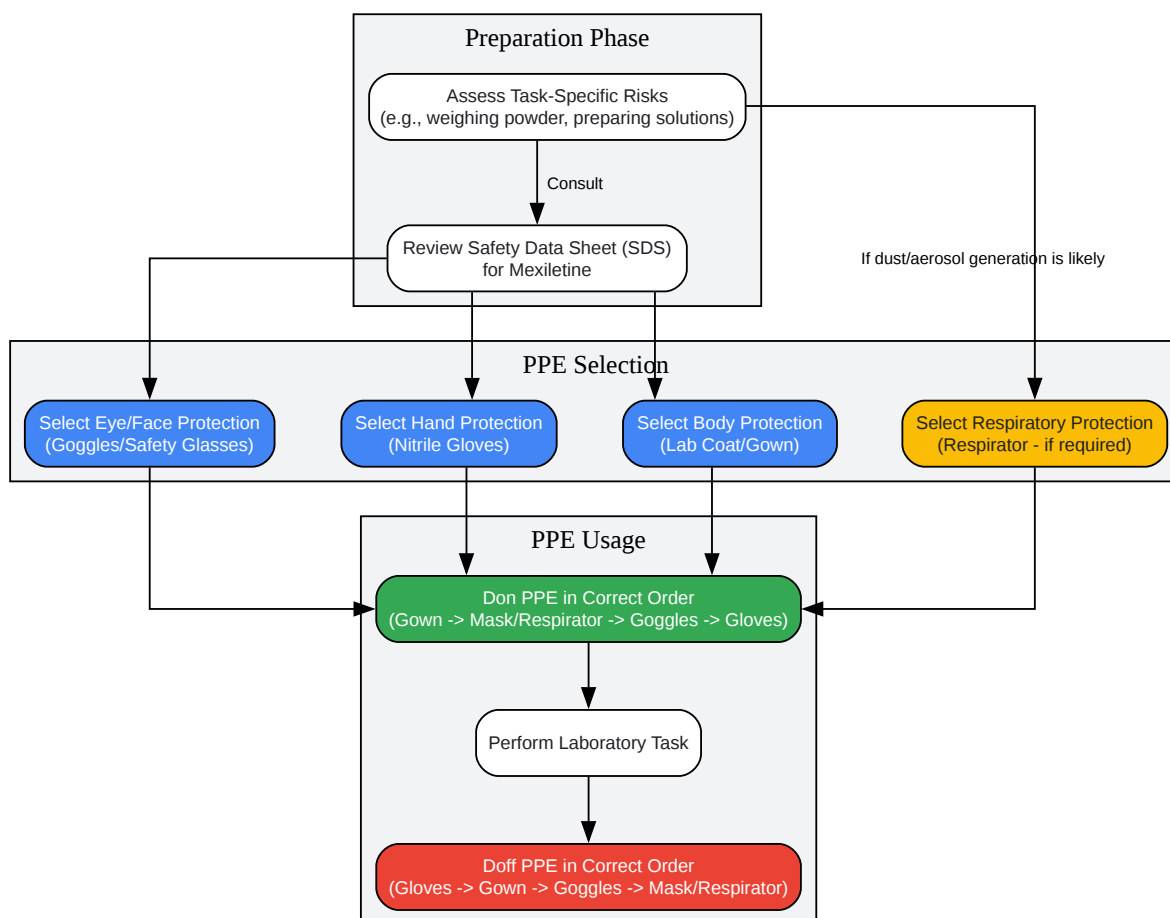 Preparation Phase
Assess Task-Specific Risks
(e.g., weighing powder, preparing solutions)
Consult
Review Safety Data Sheet (SDS)
for Mexiletine
If dust/aerosol generation is likely
PPE Selection
Select Eye/Face Protection
(Goggles/Safety Glasses)
Select Hand Protection
(Nitrile Gloves)
Select Body Protection
(Lab Coat/Gown)
Select Respiratory Protection
(Respirator - if required)
PPE Usage
Don PPE in Correct Order
(Gown -> Mask/Respirator -> Goggles -> Gloves)
Perform Laboratory Task
Doff PPE in Correct Order
(Gloves -> Gown -> Goggles -> Mask/Respirator)